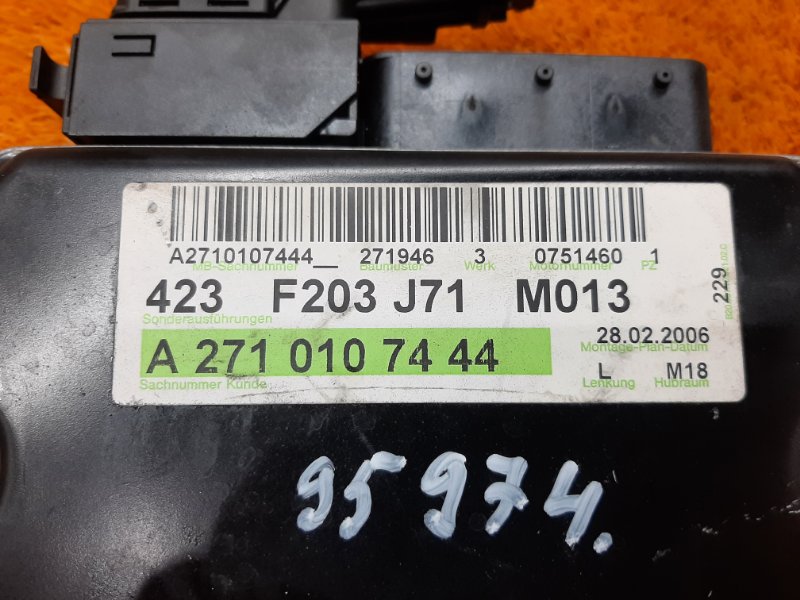 A2710107444__ 271946 3 0751460 1
MB-Sachnummer Baumuster Werk Motornummer PZ
423 F203 J71 M013
Sonderausführungen
229
A 271 010 74 44
28.02.2006
Montage-Plan-Datum
L M18
Sachnummer Kunde Lenkung Hubraum
95974.